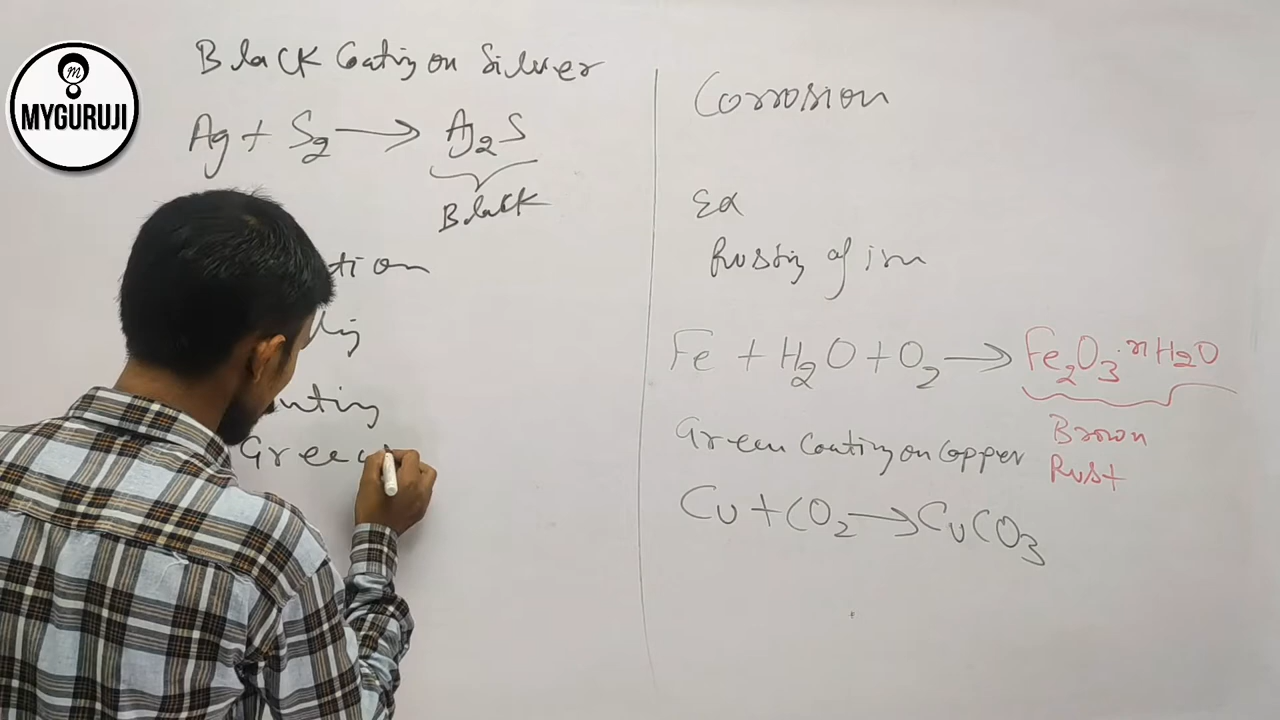 MYGURUJI
Black Coating on Silver
Ag + S2 → Ag2S
Black
Corrosion
Ex
Rusting of iron
Fe + H2O + O2 → Fe2O3.nH2O
Brown
Rust
Green Coating on Copper
Cu + CO2 → CuCO3